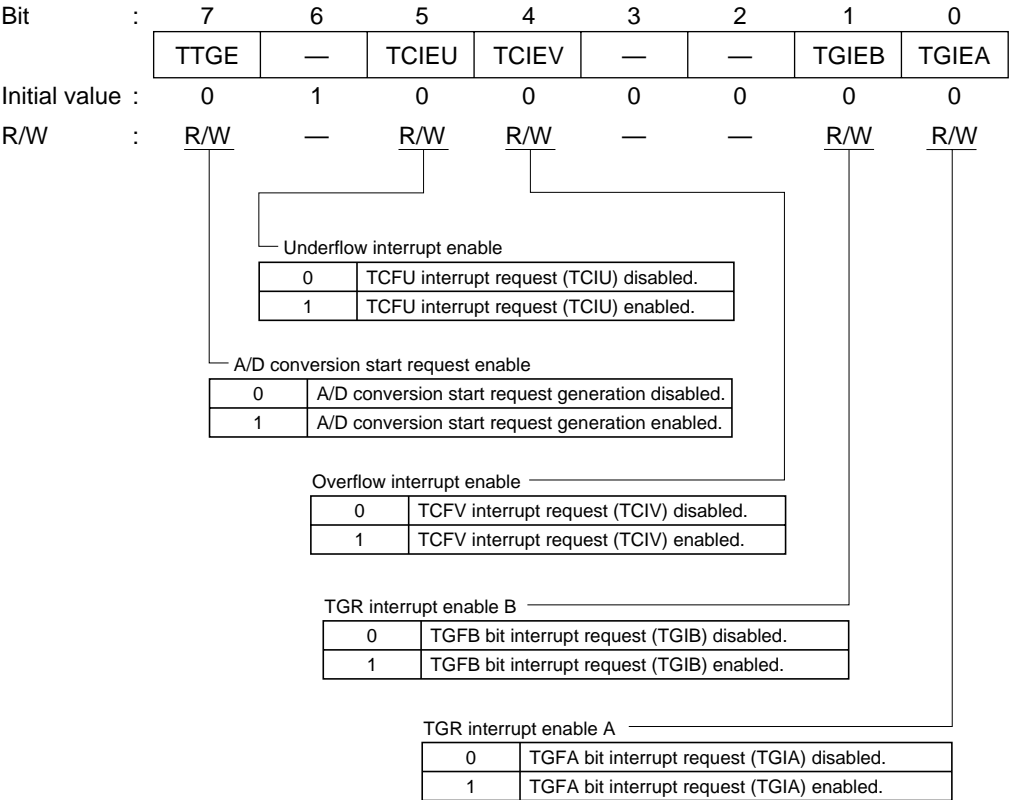 Bit : 7 6 5 4 3 2 1 0
TTGE — TCIEU TCIEV — — TGIEB TGIEA
Initial value : 0 1 0 0 0 0 0 0
R/W : R/W — R/W R/W — — R/W R/W
Underflow interrupt enable
0 TCFU interrupt request (TCIU) disabled.
1 TCFU interrupt request (TCIU) enabled.
A/D conversion start request enable
0 A/D conversion start request generation disabled.
1 A/D conversion start request generation enabled.
Overflow interrupt enable
0 TCFV interrupt request (TCIV) disabled.
1 TCFV interrupt request (TCIV) enabled.
TGR interrupt enable B
0 TGFB bit interrupt request (TGIB) disabled.
1 TGFB bit interrupt request (TGIB) enabled.
TGR interrupt enable A
0 TGFA bit interrupt request (TGIA) disabled.
1 TGFA bit interrupt request (TGIA) enabled.